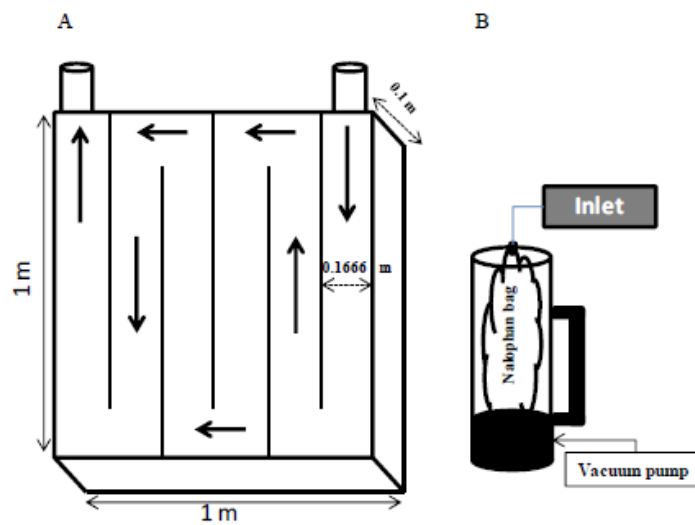 A
B
0.1 m
Inlet
0.1666 m
1 m
Nalophan bag
Vacuum pump
1 m